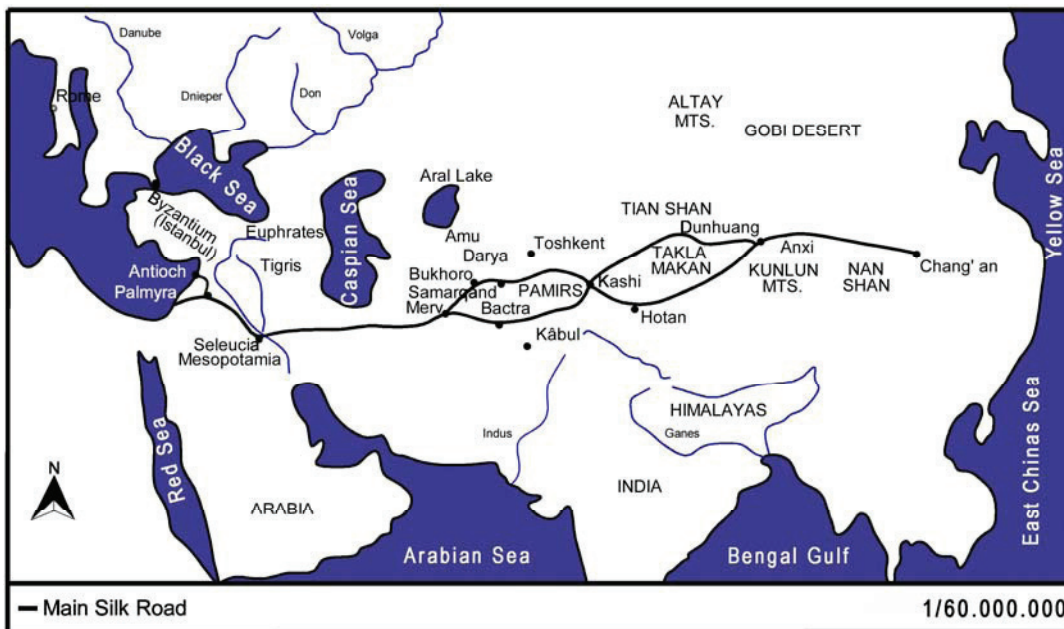 Danube
Volga
Rome
Dnieper
Don
ALTAY
MTS.
GOBI DESERT
Black Sea
Yellow Sea
Aral Lake
Caspian Sea
Byzantium
(Istanbul)
Euphrates
Tigris
TIAN SHAN
Dunhuang
Amu
Darya
Toshkent
TAKLA
MAKAN
Anxi
Antioch
Palmyra
Bukhoro
Samarqand
Merv
PAMIRS
Kashi
KUNLUN
MTS.
NAN
SHAN
Chang' an
Bactra
Hotan
Kâbul
Seleucia
Mesopotamia
HIMALAYAS
Indus
Ganes
Red Sea
N
ARABIA
INDIA
East Chinas Sea
Arabian Sea
Bengal Gulf
Main Silk Road
1/60.000.000